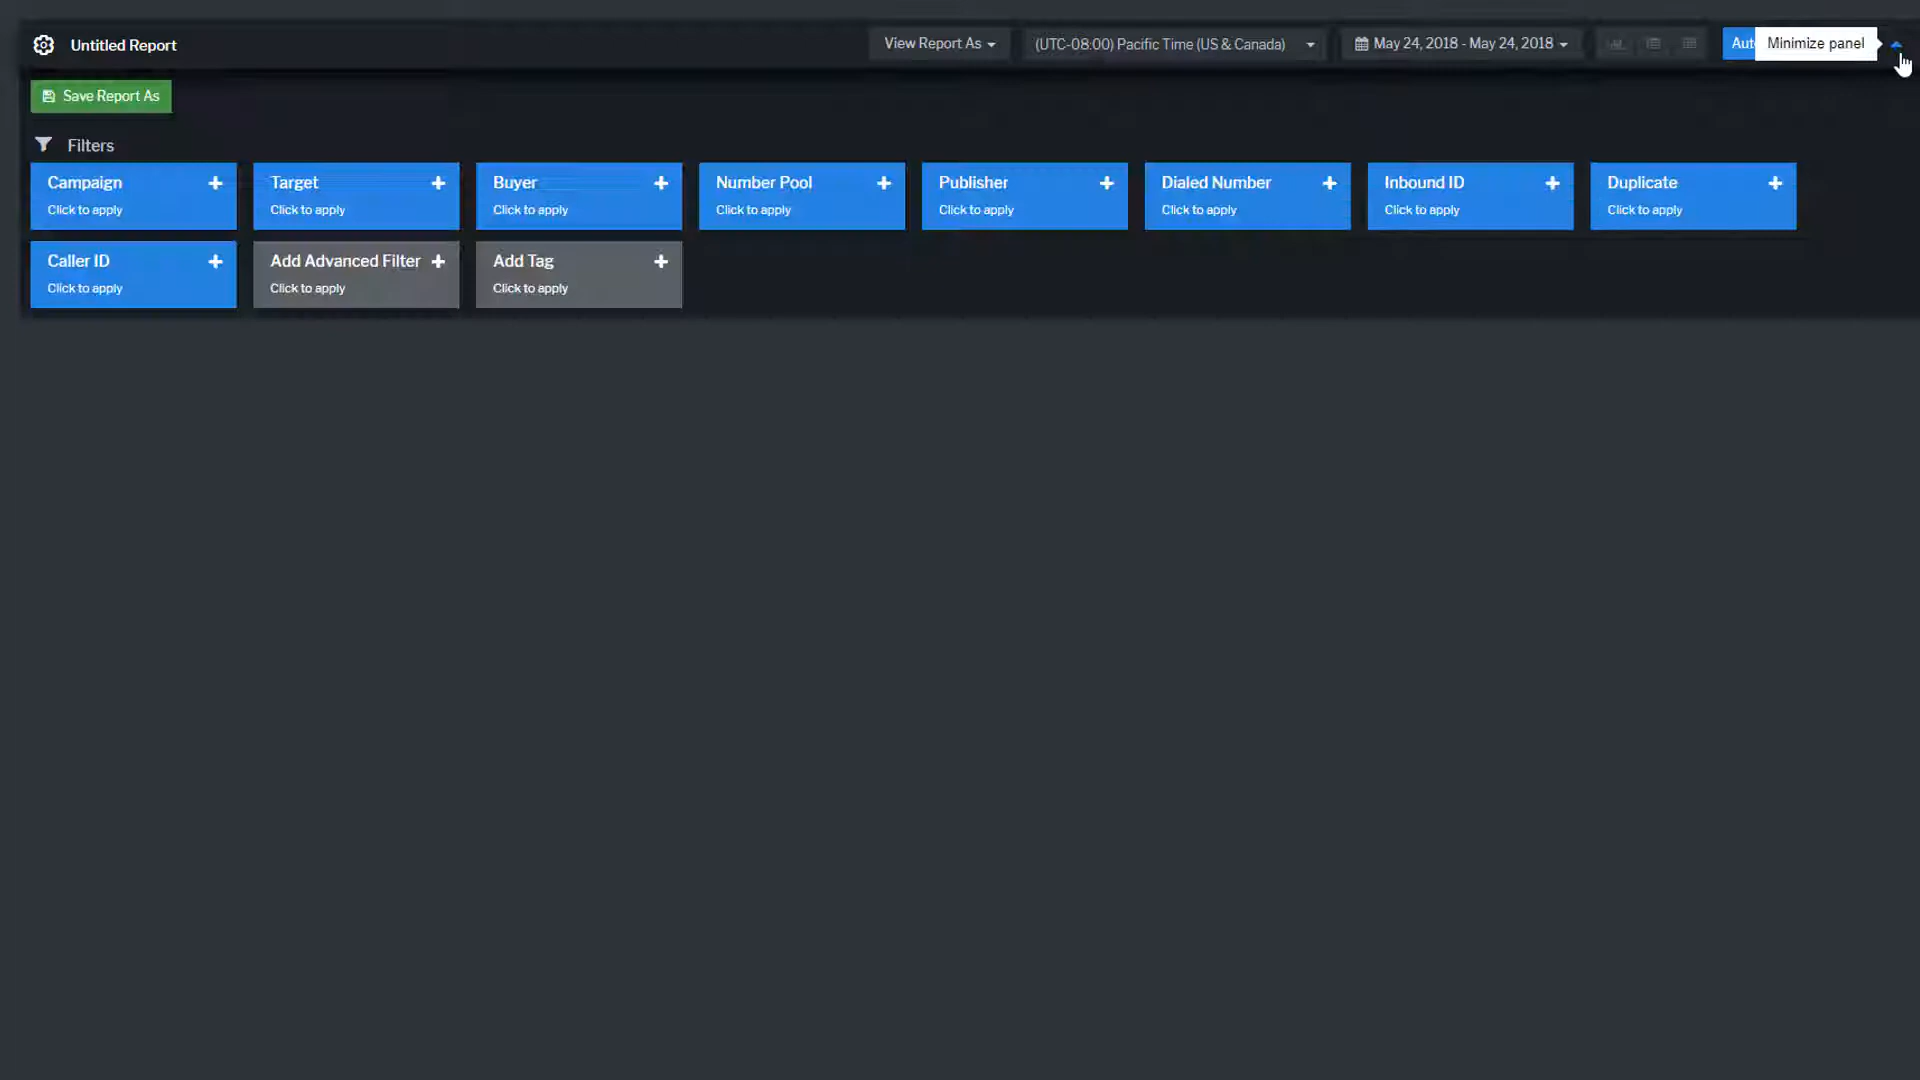 Untitled Report
View Report As
(UTC-08:00) Pacific Time (US & Canada)
May 24, 2018 - May 24, 2018
Minimize panel
Save Report As
Filters
Campaign
Click to apply
Target
Click to apply
Buyer
Click to apply
Number Pool
Click to apply
Publisher
Click to apply
Dialed Number
Click to apply
Inbound ID
Click to apply
Duplicate
Click to apply
Caller ID
Click to apply
Add Advanced Filter
Click to apply
Add Tag
Click to apply